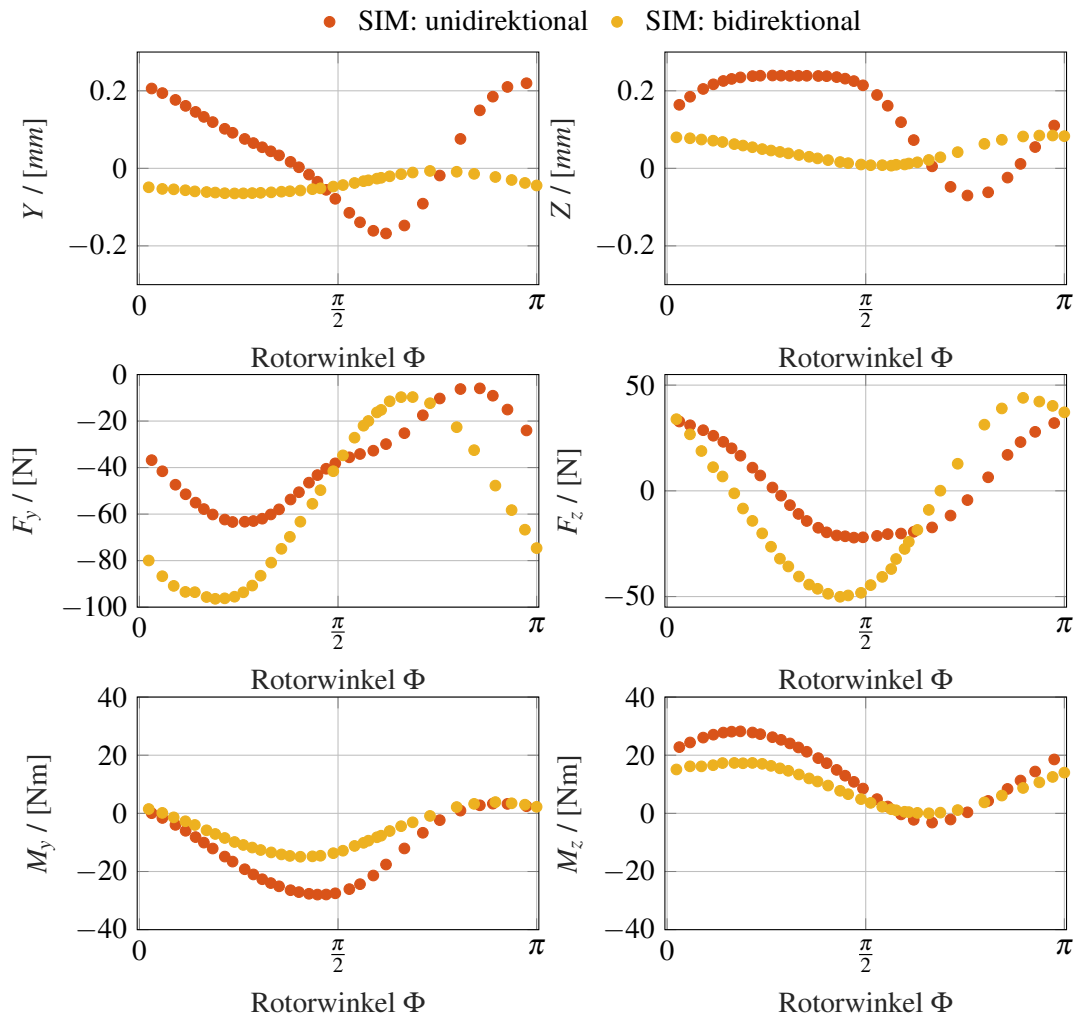 SIM: unidirektional SIM: bidirektional
0.2
0
−0.2
Y / [mm]
0 π/2 π
Rotorwinkel Φ
0.2
0
−0.2
Z / [mm]
0 π/2 π
Rotorwinkel Φ
0
−20
−40
−60
−80
−100
F_y / [N]
0 π/2 π
Rotorwinkel Φ
50
0
−50
F_z / [N]
0 π/2 π
Rotorwinkel Φ
40
20
0
−20
−40
M_y / [Nm]
0 π/2 π
Rotorwinkel Φ
40
20
0
−20
−40
M_z / [Nm]
0 π/2 π
Rotorwinkel Φ